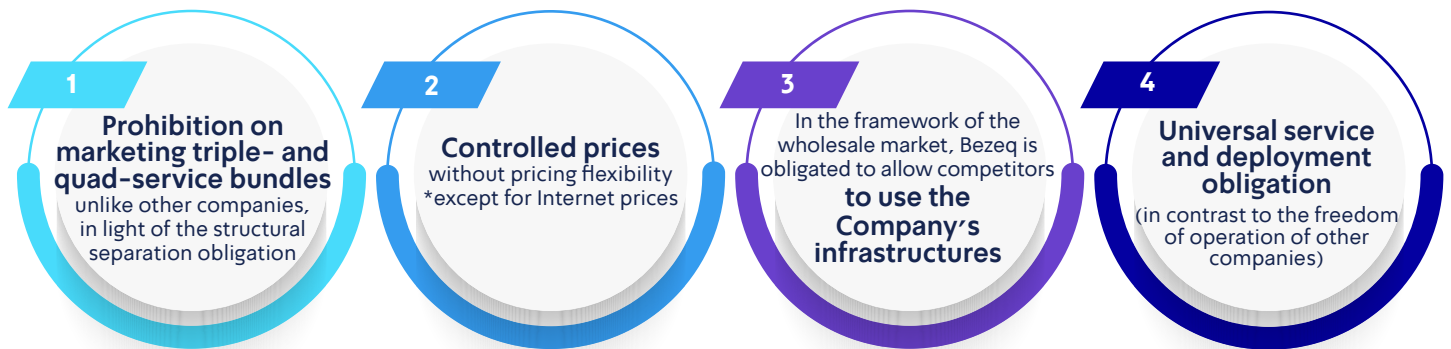 1
Prohibition on
marketing triple- and
quad-service bundles
unlike other companies,
in light of the structural
separation obligation
2
Controlled prices
without pricing flexibility
*except for Internet prices
3
In the framework of the
wholesale market, Bezeq is
obligated to allow competitors
to use the
Company's
infrastructures
4
Universal service
and deployment
obligation
(in contrast to the freedom
of operation of other
companies)